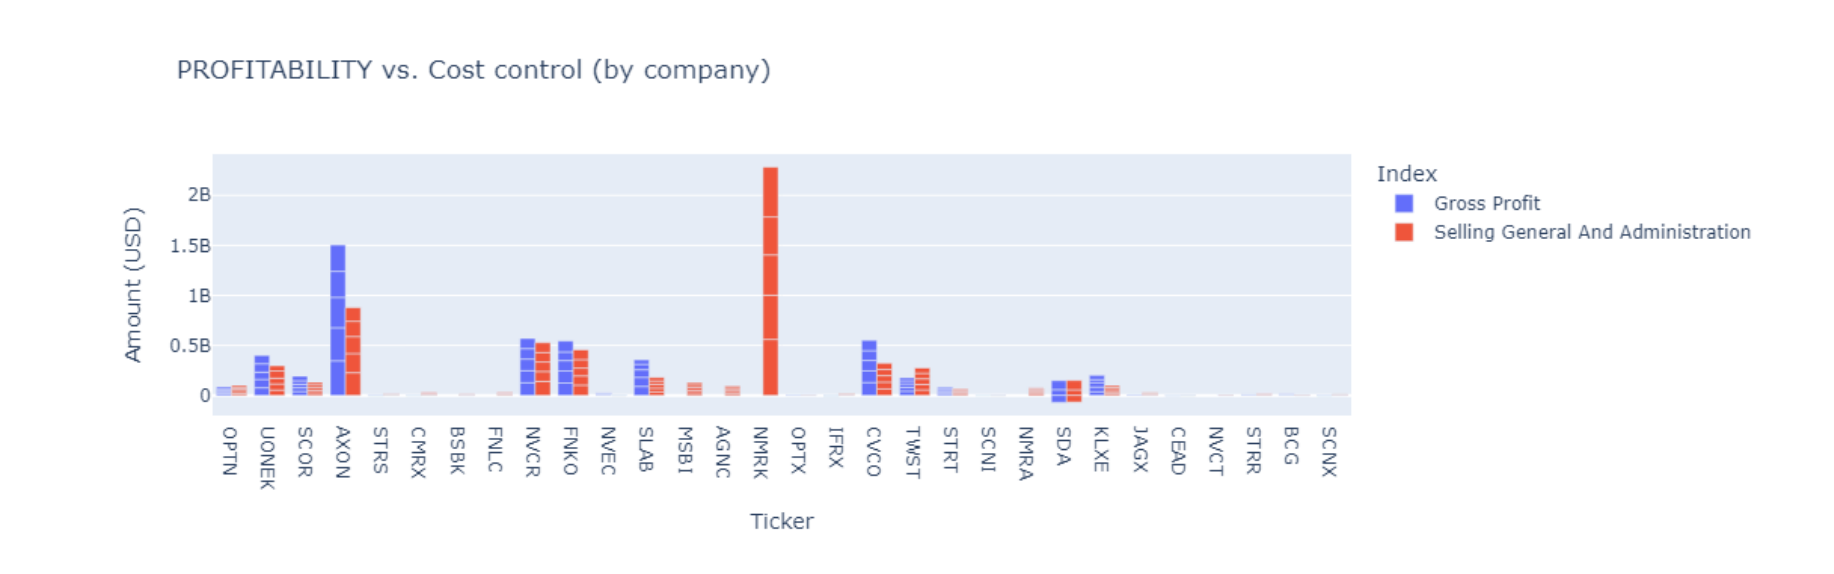 PROFITABILITY vs. Cost control (by company)
Index
Gross Profit
Selling General And Administration
Amount (USD)
2B
1.5B
1B
0.5B
0
OPTN
UONEK
SCOR
AXON
STRS
CMRX
BSBK
FNLC
NVCR
FNKO
NVEC
SLAB
MSBI
AGNC
NMRK
OPTX
IFRX
CVCO
TWST
STRT
SCNI
NMRA
SDA
KLXE
JAGX
CEAD
NVCT
STRR
BCG
SCNX
Ticker